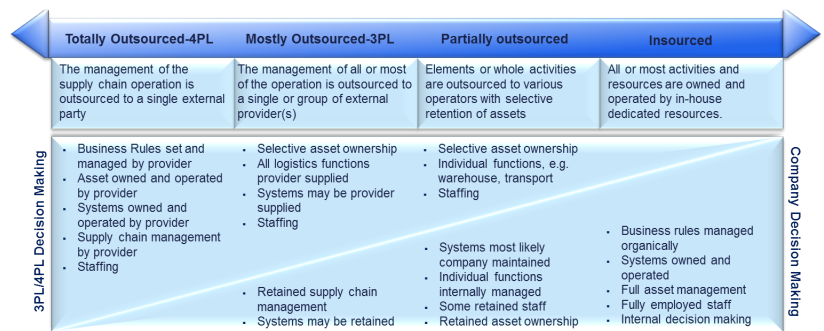 Totally Outsourced-4PL
Mostly Outsourced-3PL
Partially outsourced
Insourced
The management of the
supply chain operation is
outsourced to a single external
party
The management of all or most
of the operation is outsourced to
a single or group of external
provider(s)
Elements or whole activities
are outsourced to various
operators with selective
retention of assets
All or most activities and
resources are owned and
operated by in-house
dedicated resources.
3PL/4PL Decision Making
• Business Rules set and
managed by provider
• Asset owned and operated
by provider
• Systems owned and
operated by provider
• Supply chain management
by provider
• Staffing
• Selective asset ownership
• All logistics functions
provider supplied
• Systems may be provider
supplied
• Staffing
• Retained supply chain
management
• Systems may be retained
• Selective asset ownership
• Individual functions, e.g.
warehouse, transport
• Staffing
• Systems most likely
company maintained
• Individual functions
internally managed
• Some retained staff
• Retained asset ownership
• Business rules managed
organically
• Systems owned and
operated
• Full asset management
• Fully employed staff
• Internal decision making
Company Decision Making